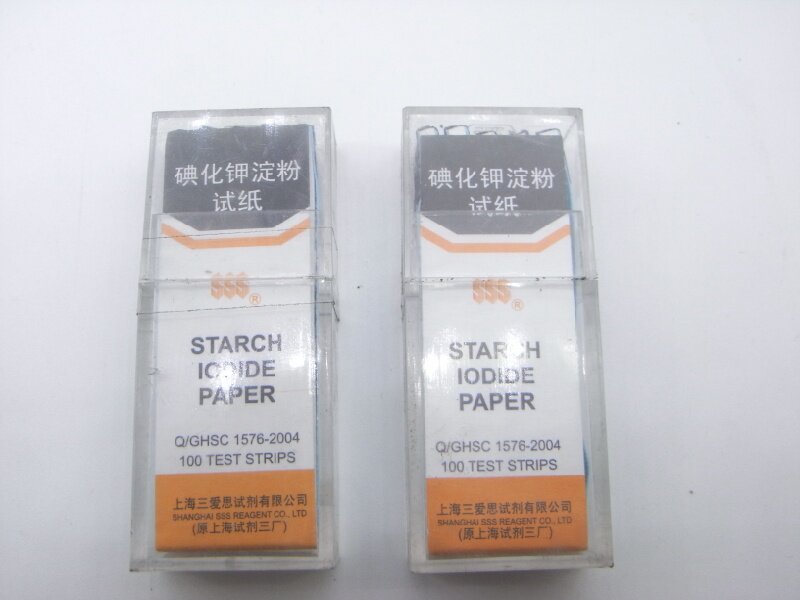 碘化钾淀粉
试纸
SSS®
STARCH
IODIDE
PAPER
Q/GHSC 1576-2004
100 TEST STRIPS
上海三爱思试剂有限公司
SHANGHAI SSS REAGENT CO., LTD
(原上海试剂三厂)
碘化钾淀粉
试纸
SSS®
STARCH
IODIDE
PAPER
Q/GHSC 1576-2004
100 TEST STRIPS
上海三爱思试剂有限公司
SHANGHAI SSS REAGENT CO., LTD
(原上海试剂三厂)